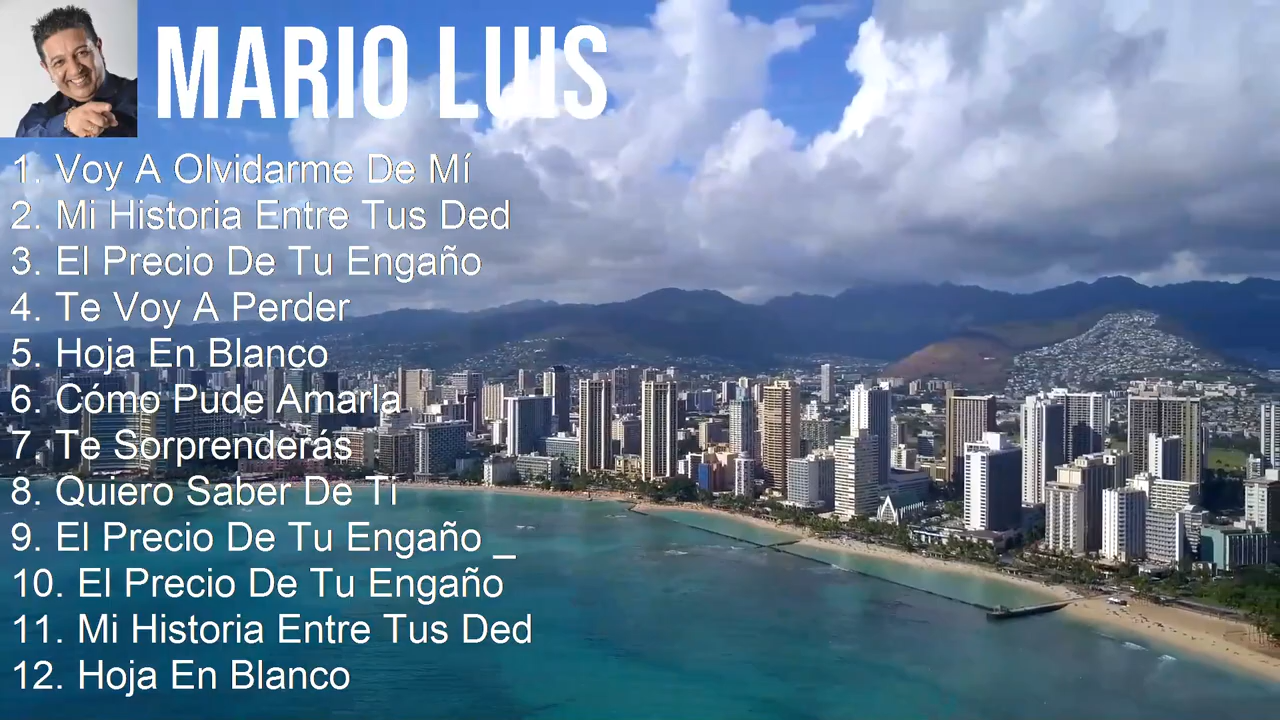 MARIO LUIS
1. Voy A Olvidarme De Mí
2. Mi Historia Entre Tus Ded
3. El Precio De Tu Engaño
4. Te Voy A Perder
5. Hoja En Blanco
6. Cómo Pude Amarla
7. Te Sorprenderás
8. Quiero Saber De Ti
9. El Precio De Tu Engaño _
10. El Precio De Tu Engaño
11. Mi Historia Entre Tus Ded
12. Hoja En Blanco